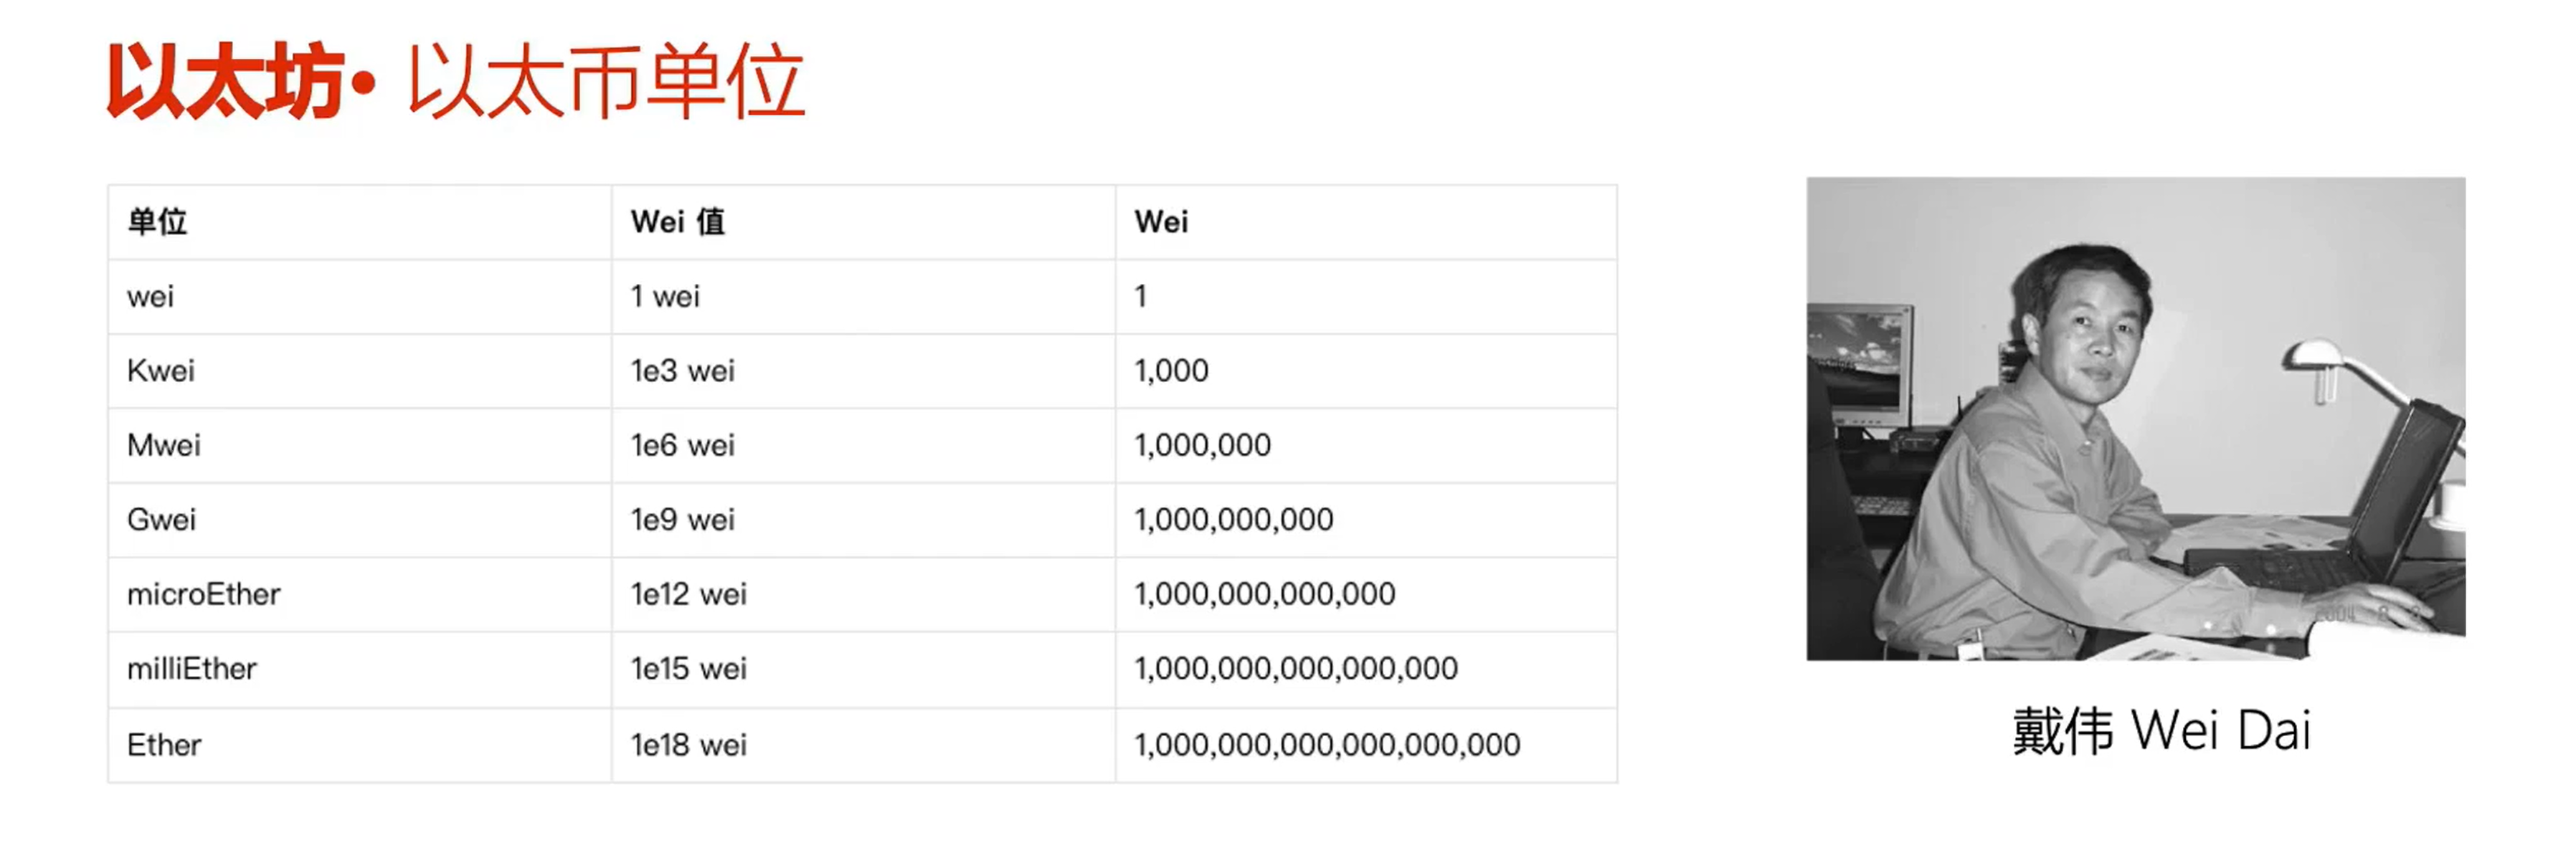 以太坊• 以太币单位
单位 Wei 值 Wei
wei 1 wei 1
Kwei 1e3 wei 1,000
Mwei 1e6 wei 1,000,000
Gwei 1e9 wei 1,000,000,000
microEther 1e12 wei 1,000,000,000,000
milliEther 1e15 wei 1,000,000,000,000,000
Ether 1e18 wei 1,000,000,000,000,000,000
戴伟 Wei Dai